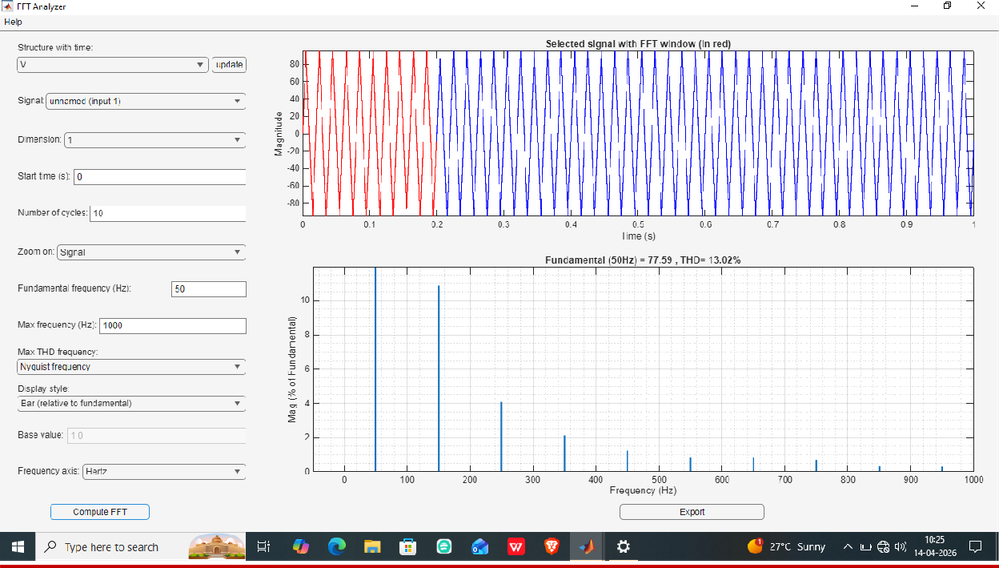 FFT Analyzer
Help
Structure with time:
V
update
Signal: unnamed (input 1)
Dimension: 1
Start time (s): 0
Number of cycles: 10
Zoom on: Signal
Fundamental frequency (Hz): 50
Max frequency (Hz): 1000
Max THD frequency:
Nyquist frequency
Display style:
Bar (relative to fundamental)
Base value: 1.0
Frequency axis: Hertz
Compute FFT
Selected signal with FFT window (in red)
Magnitude
80
60
40
20
0
-20
-40
-60
-80
0 0.1 0.2 0.3 0.4 0.5 0.6 0.7 0.8 0.9 1
Time (s)
Fundamental (50Hz) = 77.59 , THD= 13.02%
Mag (% of Fundamental)
10
8
6
4
2
0
0 100 200 300 400 500 600 700 800 900 1000
Frequency (Hz)
Export
Type here to search
1
27°C Sunny
10:25
14-04-2026